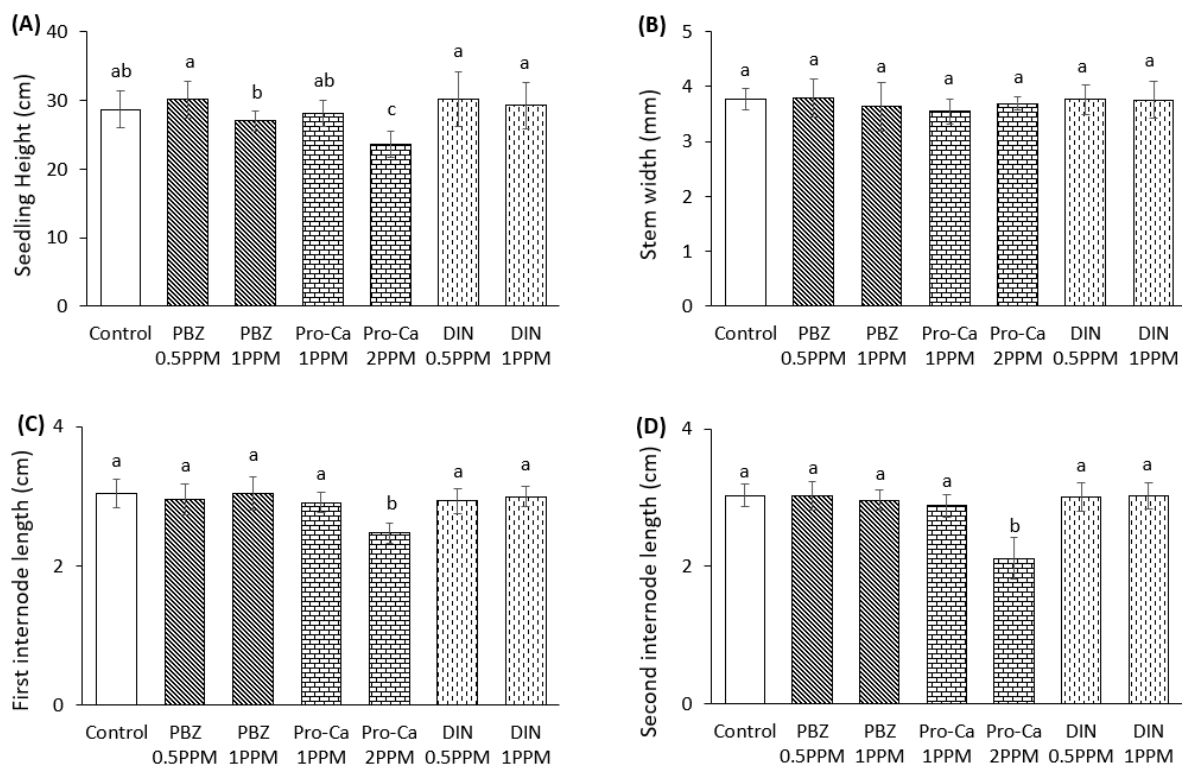 (A)
Seedling Height (cm)
40
30
20
10
0
ab
a
b
ab
c
a
a
Control PBZ PBZ Pro-Ca Pro-Ca DIN DIN
0.5PPM 1PPM 1PPM 2PPM 0.5PPM 1PPM
(B)
Stem width (mm)
5
4
3
2
1
0
a
a
a
a
a
a
a
Control PBZ PBZ Pro-Ca Pro-Ca DIN DIN
0.5PPM 1PPM 1PPM 2PPM 0.5PPM 1PPM
(C)
First internode length (cm)
4
2
0
a
a
a
a
b
a
a
Control PBZ PBZ Pro-Ca Pro-Ca DIN DIN
0.5PPM 1PPM 1PPM 2PPM 0.5PPM 1PPM
(D)
Second internode length (cm)
4
2
0
a
a
a
a
b
a
a
Control PBZ PBZ Pro-Ca Pro-Ca DIN DIN
0.5PPM 1PPM 1PPM 2PPM 0.5PPM 1PPM